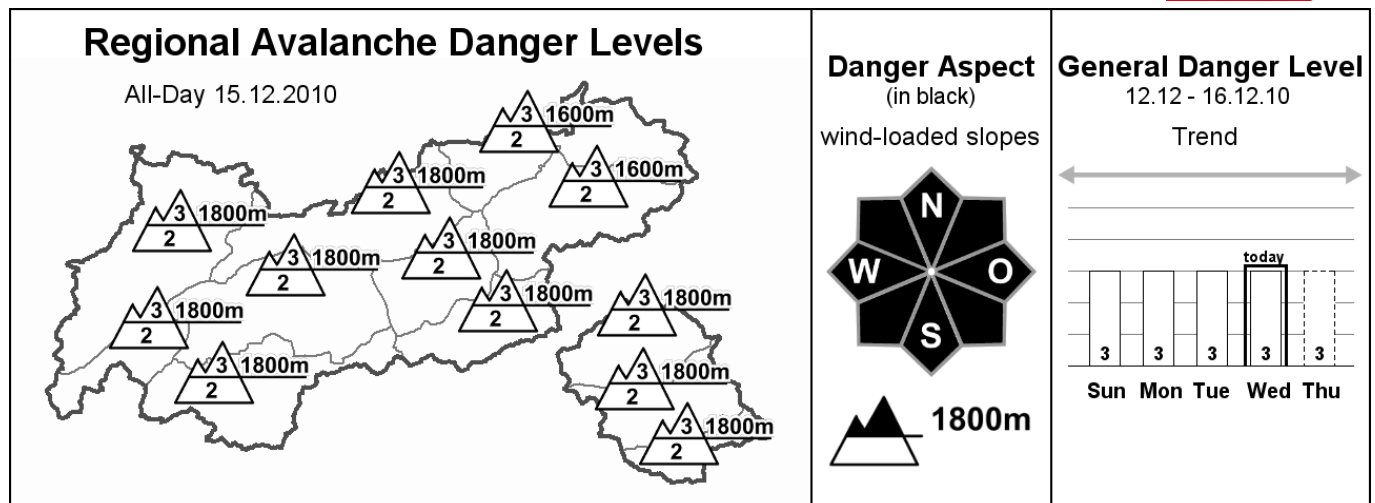 Regional Avalanche Danger Levels
All-Day 15.12.2010
3 1600m
2
3 1600m
2
3 1800m
2
3 1800m
2
3 1800m
2
3 1800m
2
3 1800m
2
3 1800m
2
3 1800m
2
3 1800m
2
3 1800m
2
3 1800m
2
Danger Aspect
(in black)
wind-loaded slopes
N
W O
S
1800m
General Danger Level
12.12 - 16.12.10
Trend
today
3 3 3 3 3
Sun Mon Tue Wed Thu